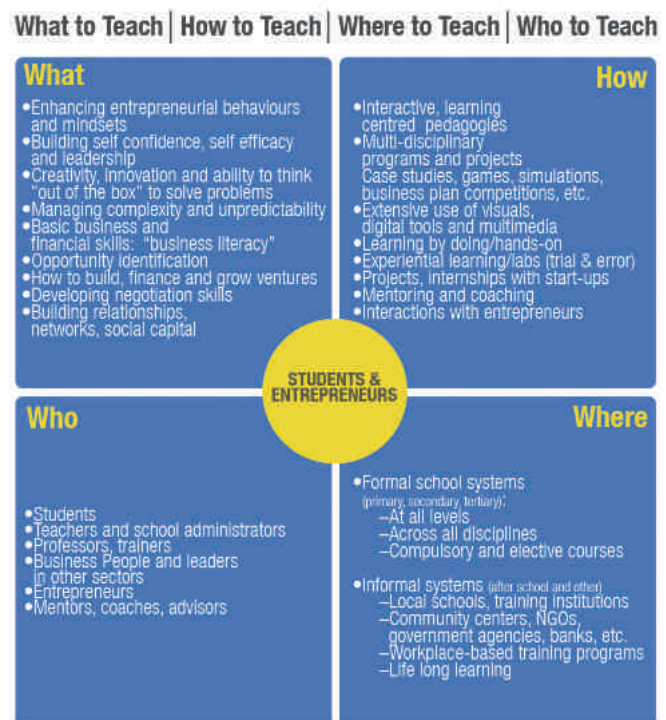 What to Teach | How to Teach | Where to Teach | Who to Teach
What
•Enhancing entrepreneurial behaviours
and mindsets
•Building self confidence, self efficacy
and leadership
•Creativity, innovation and ability to think
"out of the box" to solve problems
•Managing complexity and unpredictability
•Basic business and
financial skills: "business literacy"
•Opportunity identification
•How to build, finance and grow ventures
•Developing negotiation skills
•Building relationships,
networks, social capital
How
•Interactive, learning
centred pedagogies
•Multi-disciplinary
programs and projects
Case studies, games, simulations,
business plan competitions, etc.
•Extensive use of visuals,
digital tools and multimedia
•Learning by doing/hands-on
•Experiential learning/labs (trial & error)
•Projects, internships with start-ups
•Mentoring and coaching
•Interactions with entrepreneurs
STUDENTS &
ENTREPRENEURS
Who
•Students
•Teachers and school administrators
•Professors, trainers
•Business People and leaders
in other sectors
•Entrepreneurs
•Mentors, coaches, advisors
Where
•Formal school systems
(primary, secondary, tertiary):
–At all levels
–Across all disciplines
–Compulsory and elective courses
•Informal systems (after school and other)
–Local schools, training institutions
–Community centers, NGOs,
government agencies, banks, etc.
–Workplace-based training programs
–Life long learning